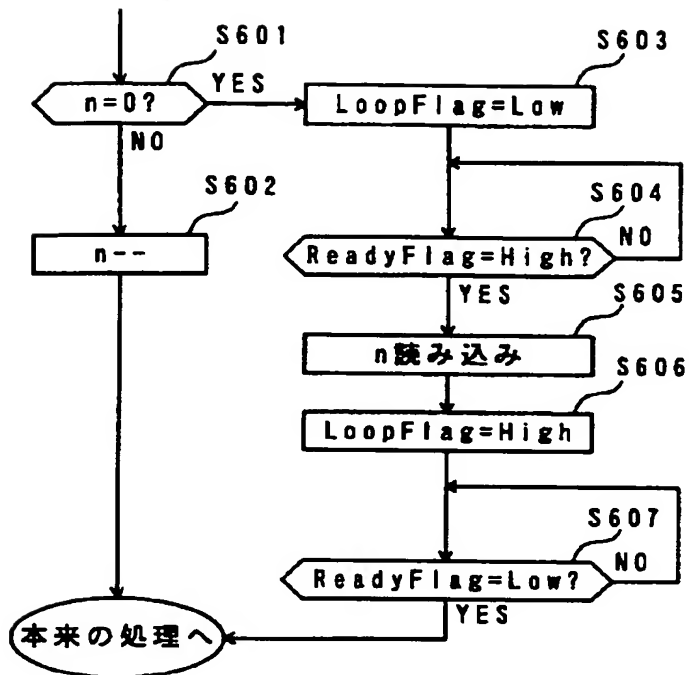 S601
n=0?
YES
NO
S602
n--
S603
LoopFlag=Low
S604
ReadyFlag=High?
NO
YES
S605
n読み込み
S606
LoopFlag=High
S607
ReadyFlag=Low?
NO
YES
本来の処理へ